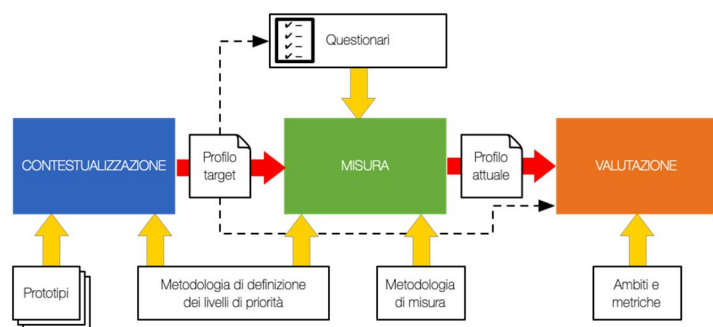 Questionari
CONTESTUALIZZAZIONE
Profilo
target
MISURA
Profilo
attuale
VALUTAZIONE
Prototipi
Metodologia di definizione
dei livelli di priorità
Metodologia
di misura
Ambiti e
metriche